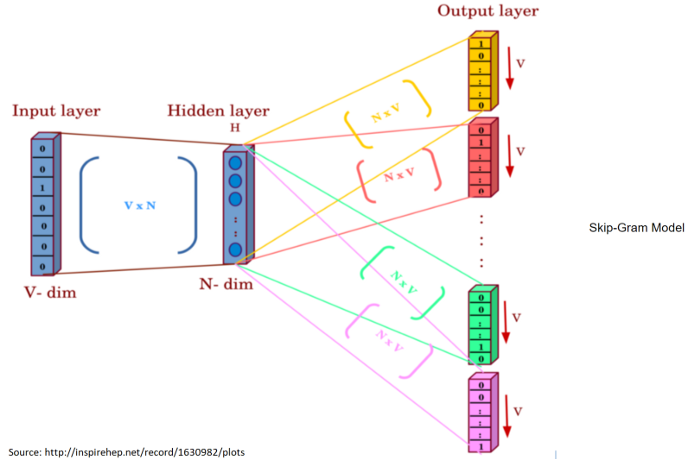 Output layer
1
0
:
:
:
0
V
Input layer
Hidden layer
H
0
0
1
0
0
0
0
V x N
:
:
N x V
0
1
:
:
:
0
V
N x V
:
:
Skip-Gram Model
V- dim
N- dim
N x V
0
0
:
:
1
0
V
N x V
0
0
:
:
:
1
V
Source: http://inspirehep.net/record/1630982/plots